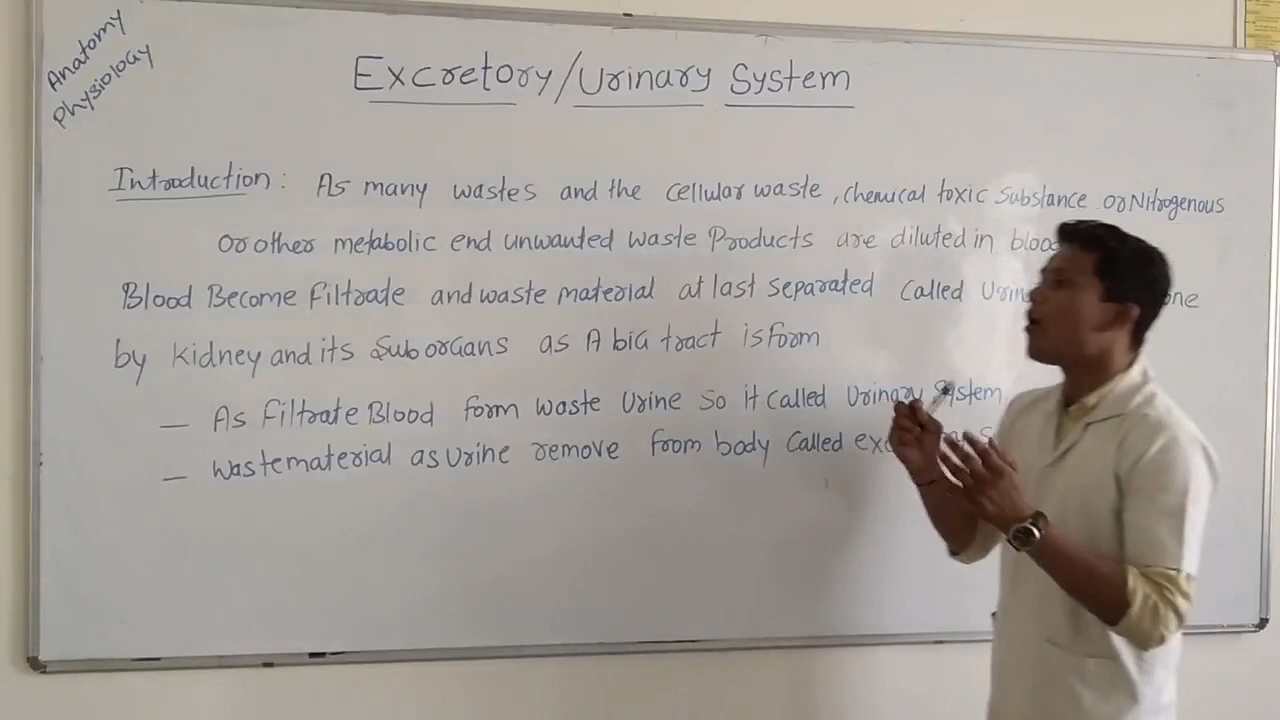 Anatomy
Physiology
Excretory/Urinary System
Introduction: As many wastes and the cellular waste, chemical toxic substance or Nitrogenous
or other metabolic end unwanted waste Products are diluted in blood
Blood Become Filtrate and waste material at last separated called
by kidney and its Sub organs as A big tract is form
— As Filtrate Blood form waste Urine so it called Urinary System
— Waste material as urine remove from body called